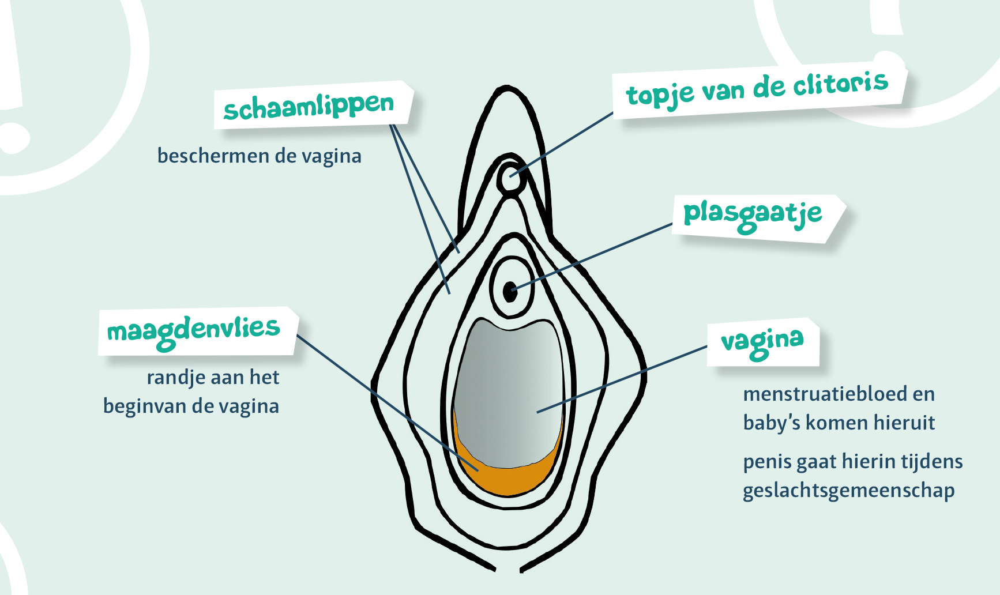 schaamlippen
beschermen de vagina
topje van de clitoris
plasgaatje
maagdenvlies
randje aan het
beginvan de vagina
vagina
menstruatiebloed en
baby's komen hieruit
penis gaat hierin tijdens
geslachtsgemeenschap